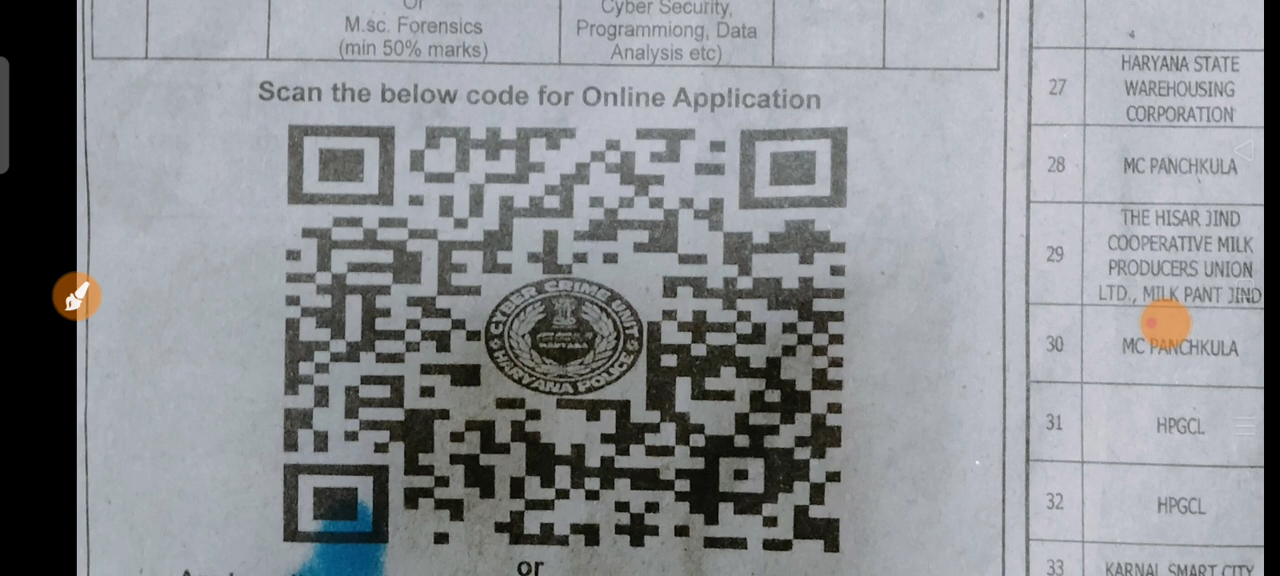 Or
M.sc. Forensics
(min 50% marks)
Cyber Security,
Programmiong, Data
Analysis etc)
Scan the below code for Online Application
CYBER CRIME UNIT
HARYANA POLICE
or
27 HARYANA STATE
WAREHOUSING
CORPORATION
28 MC PANCHKULA
29 THE HISAR JIND
COOPERATIVE MILK
PRODUCERS UNION
LTD., MILK PANT JIND
30 MC PANCHKULA
31 HPGCL
32 HPGCL
33 KARNAL SMART CITY